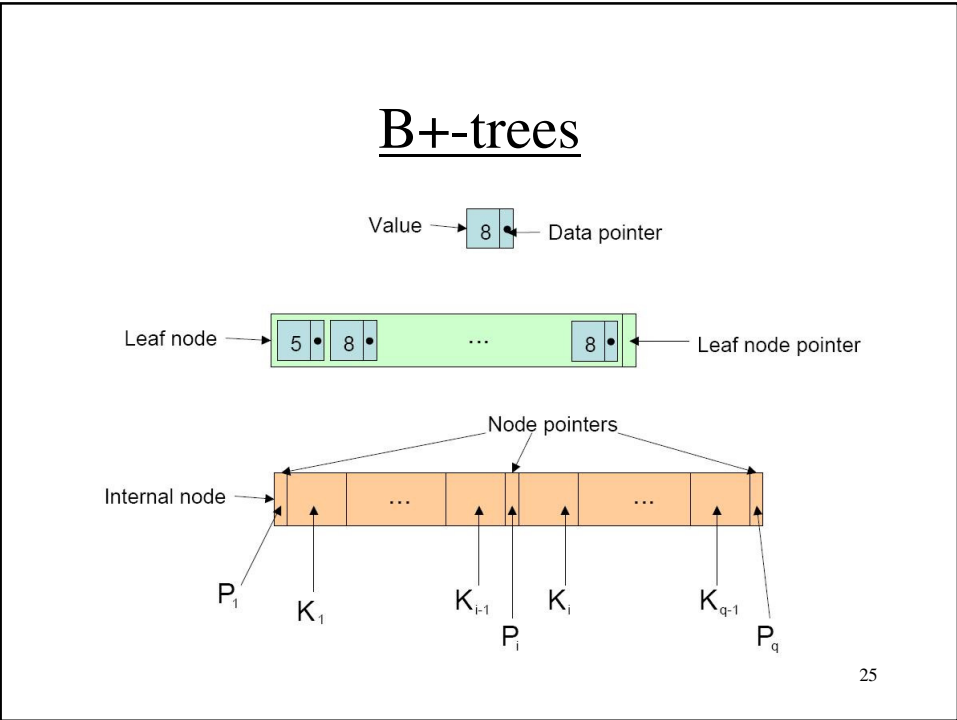 B+-trees
Value
8
Data pointer
Leaf node
5 8 ... 8
Leaf node pointer
Node pointers
Internal node
... ...
P1
K1
Ki-1
Pi
Ki
Kq-1
Pq
25